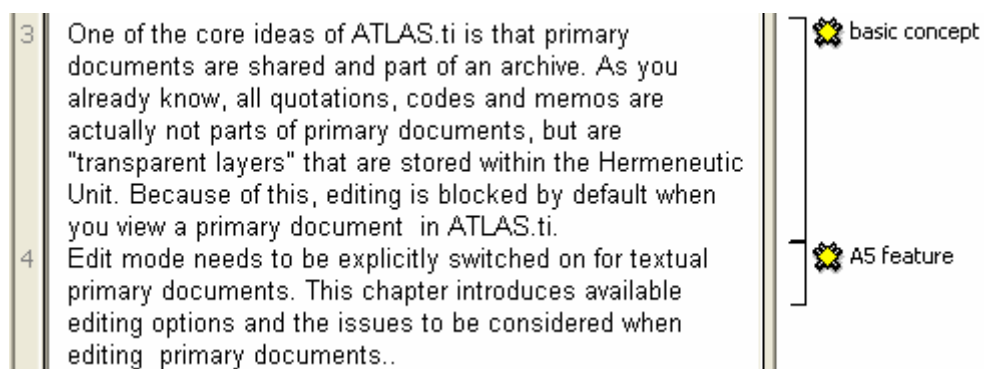 3 One of the core ideas of ATLAS.ti is that primary basic concept
documents are shared and part of an archive. As you
already know, all quotations, codes and memos are
actually not parts of primary documents, but are
"transparent layers" that are stored within the Hermeneutic
Unit. Because of this, editing is blocked by default when
you view a primary document in ATLAS.ti.
4 Edit mode needs to be explicitly switched on for textual A5 feature
primary documents. This chapter introduces available
editing options and the issues to be considered when
editing primary documents..